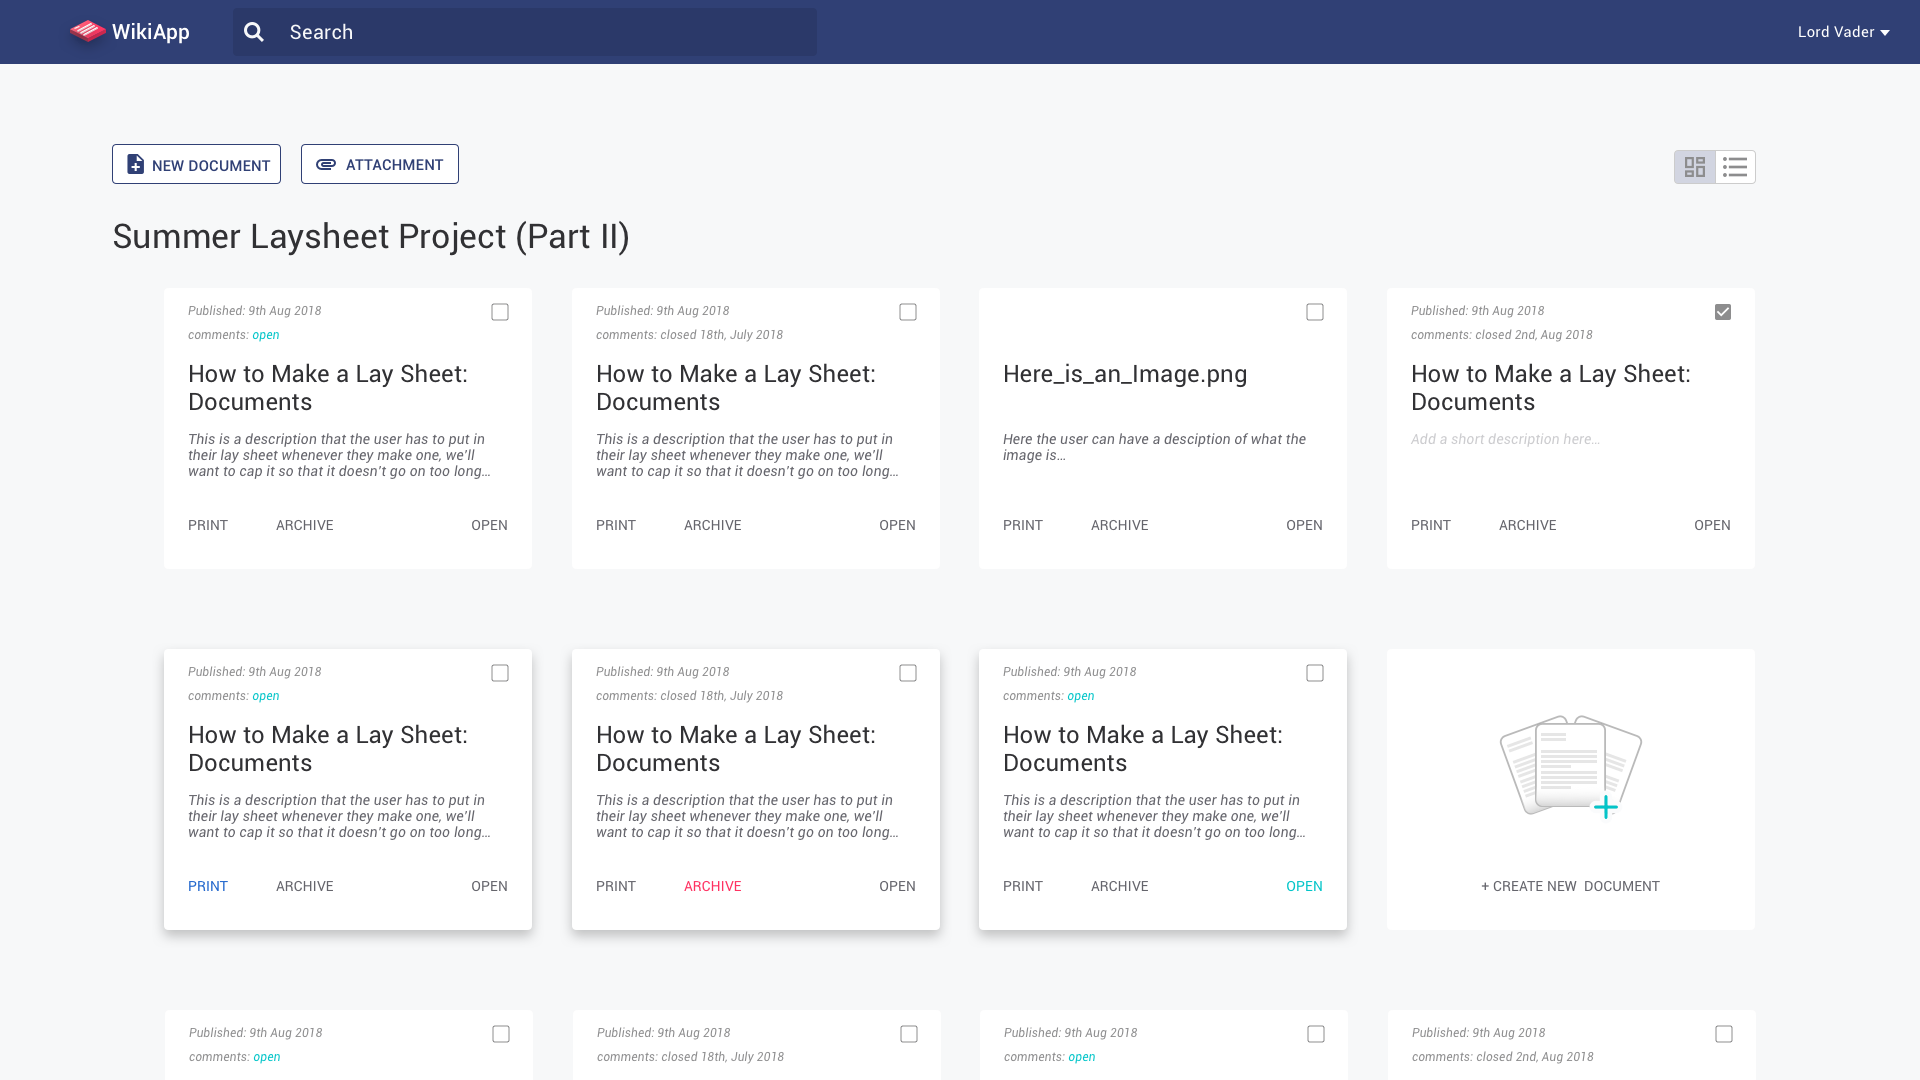 WikiApp
Search
Lord Vader
NEW DOCUMENT
ATTACHMENT
Summer Laysheet Project (Part II)
Published: 9th Aug 2018
comments: open
How to Make a Lay Sheet:
Documents
This is a description that the user has to put in
their lay sheet whenever they make one, we'll
want to cap it so that it doesn't go on too long...
PRINT ARCHIVE OPEN
Published: 9th Aug 2018
comments: closed 18th, July 2018
How to Make a Lay Sheet:
Documents
This is a description that the user has to put in
their lay sheet whenever they make one, we'll
want to cap it so that it doesn't go on too long...
PRINT ARCHIVE OPEN
Here_is_an_Image.png
Here the user can have a desciption of what the
image is...
PRINT ARCHIVE OPEN
Published: 9th Aug 2018
comments: closed 2nd, Aug 2018
How to Make a Lay Sheet:
Documents
Add a short description here...
PRINT ARCHIVE OPEN
Published: 9th Aug 2018
comments: open
How to Make a Lay Sheet:
Documents
This is a description that the user has to put in
their lay sheet whenever they make one, we'll
want to cap it so that it doesn't go on too long...
PRINT ARCHIVE OPEN
Published: 9th Aug 2018
comments: closed 18th, July 2018
How to Make a Lay Sheet:
Documents
This is a description that the user has to put in
their lay sheet whenever they make one, we'll
want to cap it so that it doesn't go on too long...
PRINT ARCHIVE OPEN
Published: 9th Aug 2018
comments: open
How to Make a Lay Sheet:
Documents
This is a description that the user has to put in
their lay sheet whenever they make one, we'll
want to cap it so that it doesn't go on too long...
PRINT ARCHIVE OPEN
+ CREATE NEW DOCUMENT
Published: 9th Aug 2018
comments: open
Published: 9th Aug 2018
comments: closed 18th, July 2018
Published: 9th Aug 2018
comments: open
Published: 9th Aug 2018
comments: closed 2nd, Aug 2018